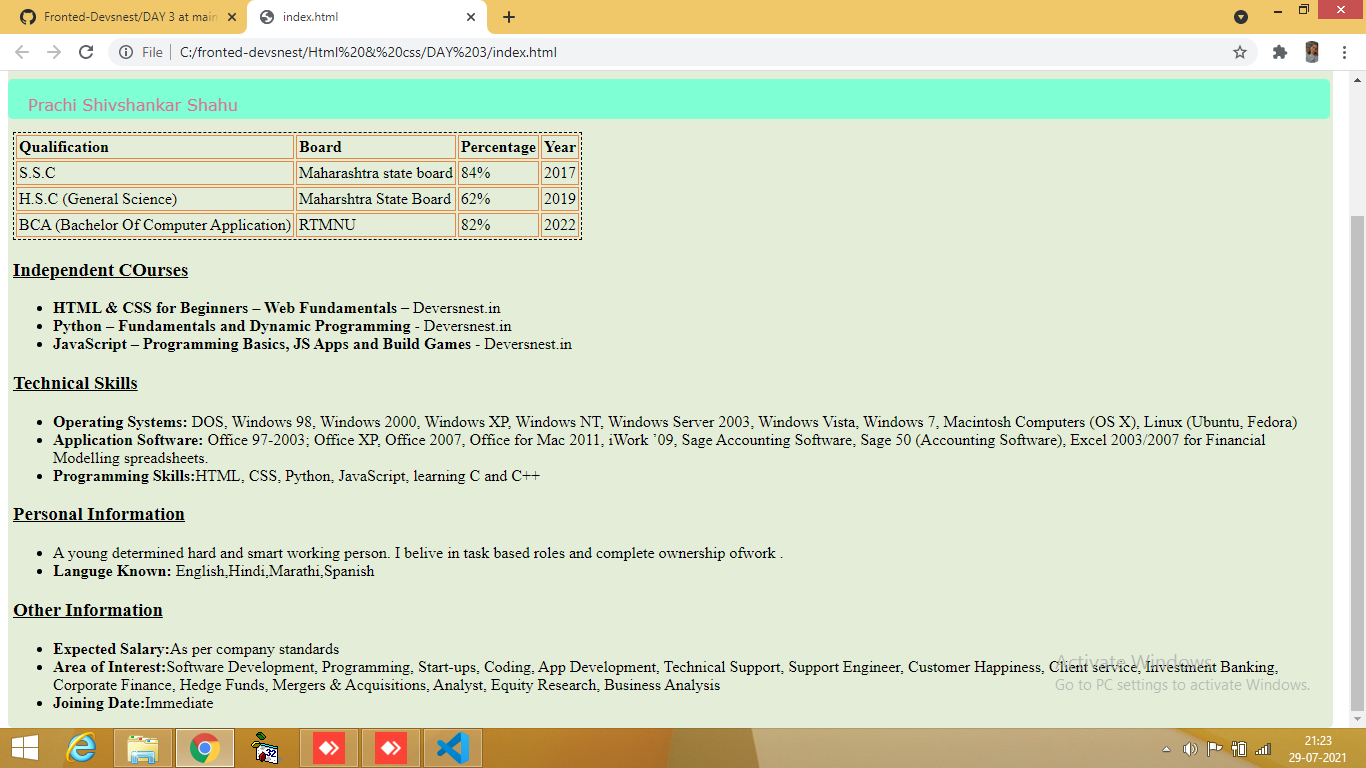 Fronted-Devsnest/DAY 3 at main
index.html
File
C:/fronted-devsnest/Html%20&%20css/DAY%203/index.html
Prachi Shivshankar Shahu
Qualification Board Percentage Year
S.S.C Maharashtra state board 84% 2017
H.S.C (General Science) Maharshtra State Board 62% 2019
BCA (Bachelor Of Computer Application) RTMNU 82% 2022
Independent COurses
• HTML & CSS for Beginners – Web Fundamentals – Deversnest.in
• Python – Fundamentals and Dynamic Programming - Deversnest.in
• JavaScript – Programming Basics, JS Apps and Build Games - Deversnest.in
Technical Skills
• Operating Systems: DOS, Windows 98, Windows 2000, Windows XP, Windows NT, Windows Server 2003, Windows Vista, Windows 7, Macintosh Computers (OS X), Linux (Ubuntu, Fedora)
• Application Software: Office 97-2003; Office XP, Office 2007, Office for Mac 2011, iWork ’09, Sage Accounting Software, Sage 50 (Accounting Software), Excel 2003/2007 for Financial
Modelling spreadsheets.
• Programming Skills:HTML, CSS, Python, JavaScript, learning C and C++
Personal Information
• A young determined hard and smart working person. I belive in task based roles and complete ownership ofwork .
• Languge Known: English,Hindi,Marathi,Spanish
Other Information
• Expected Salary:As per company standards
• Area of Interest:Software Development, Programming, Start-ups, Coding, App Development, Technical Support, Support Engineer, Customer Happiness, Client service, Investment Banking,
Corporate Finance, Hedge Funds, Mergers & Acquisitions, Analyst, Equity Research, Business Analysis
• Joining Date:Immediate
Activate Windows
Go to PC settings to activate Windows.
32
21:23
29-07-2021